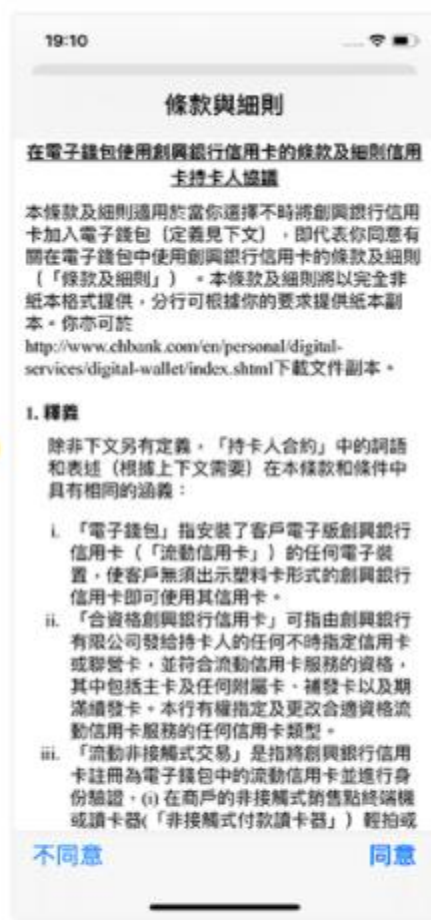 19:10
條款與細則
在電子錢包使用創興銀行信用卡的條款及細則信用
卡持卡人協議
本條款及細則適用於當你選擇不時將創興銀行信用
卡加入電子錢包（定義見下文），即代表你同意有
關在電子錢包中使用創興銀行信用卡的條款及細則
（「條款及細則」）。本條款及細則將以完全非
紙本格式提供，分行可根據你的要求提供紙本副
本。你亦可於
http://www.chbank.com/en/personal/digital-
services/digital-wallet/index.shtml下載文件副本。
1. 釋義
除非下文另有定義，「持卡人合約」中的詞語
和表述（根據上下文需要）在本條款和條件中
具有相同的涵義：
i. 「電子錢包」指安裝了客戶電子版創興銀行
信用卡（「流動信用卡」）的任何電子裝
置，使客戶無須出示塑料卡形式的創興銀行
信用卡即可使用其信用卡。
ii. 「合資格創興銀行信用卡」可指由創興銀行
有限公司發給持卡人的任何不時指定信用卡
或聯營卡，並符合流動信用卡服務的資格，
其中包括主卡及任何附屬卡、補發卡以及期
滿續發卡。本行有權指定及更改合適資格流
動信用卡服務的任何信用卡類型。
iii. 「流動非接觸式交易」是指將創興銀行信用
卡註冊為電子錢包中的流動信用卡並進行身
份驗證，(i) 在商戶的非接觸式銷售點終端機
或讀卡器(「非接觸式付款讀卡器」）輕拍或
不同意
同意